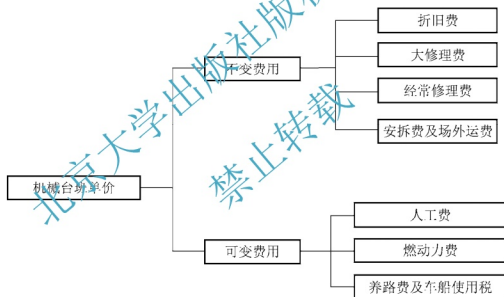 折旧费
大修理费
不变费用
经常修理费
安拆费及场外运费
机械台班单价
人工费
可变费用
燃动力费
养路费及车船使用税
北京大学出版社版权
禁止转载